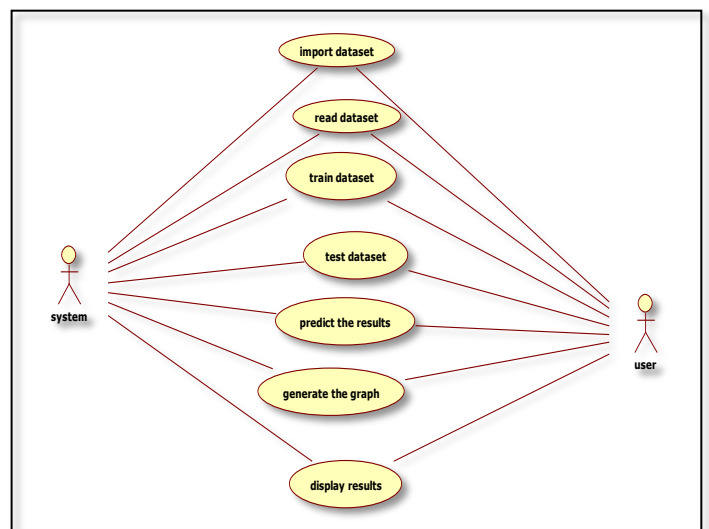 import dataset
read dataset
train dataset
test dataset
system
predict the results
user
generate the graph
display results